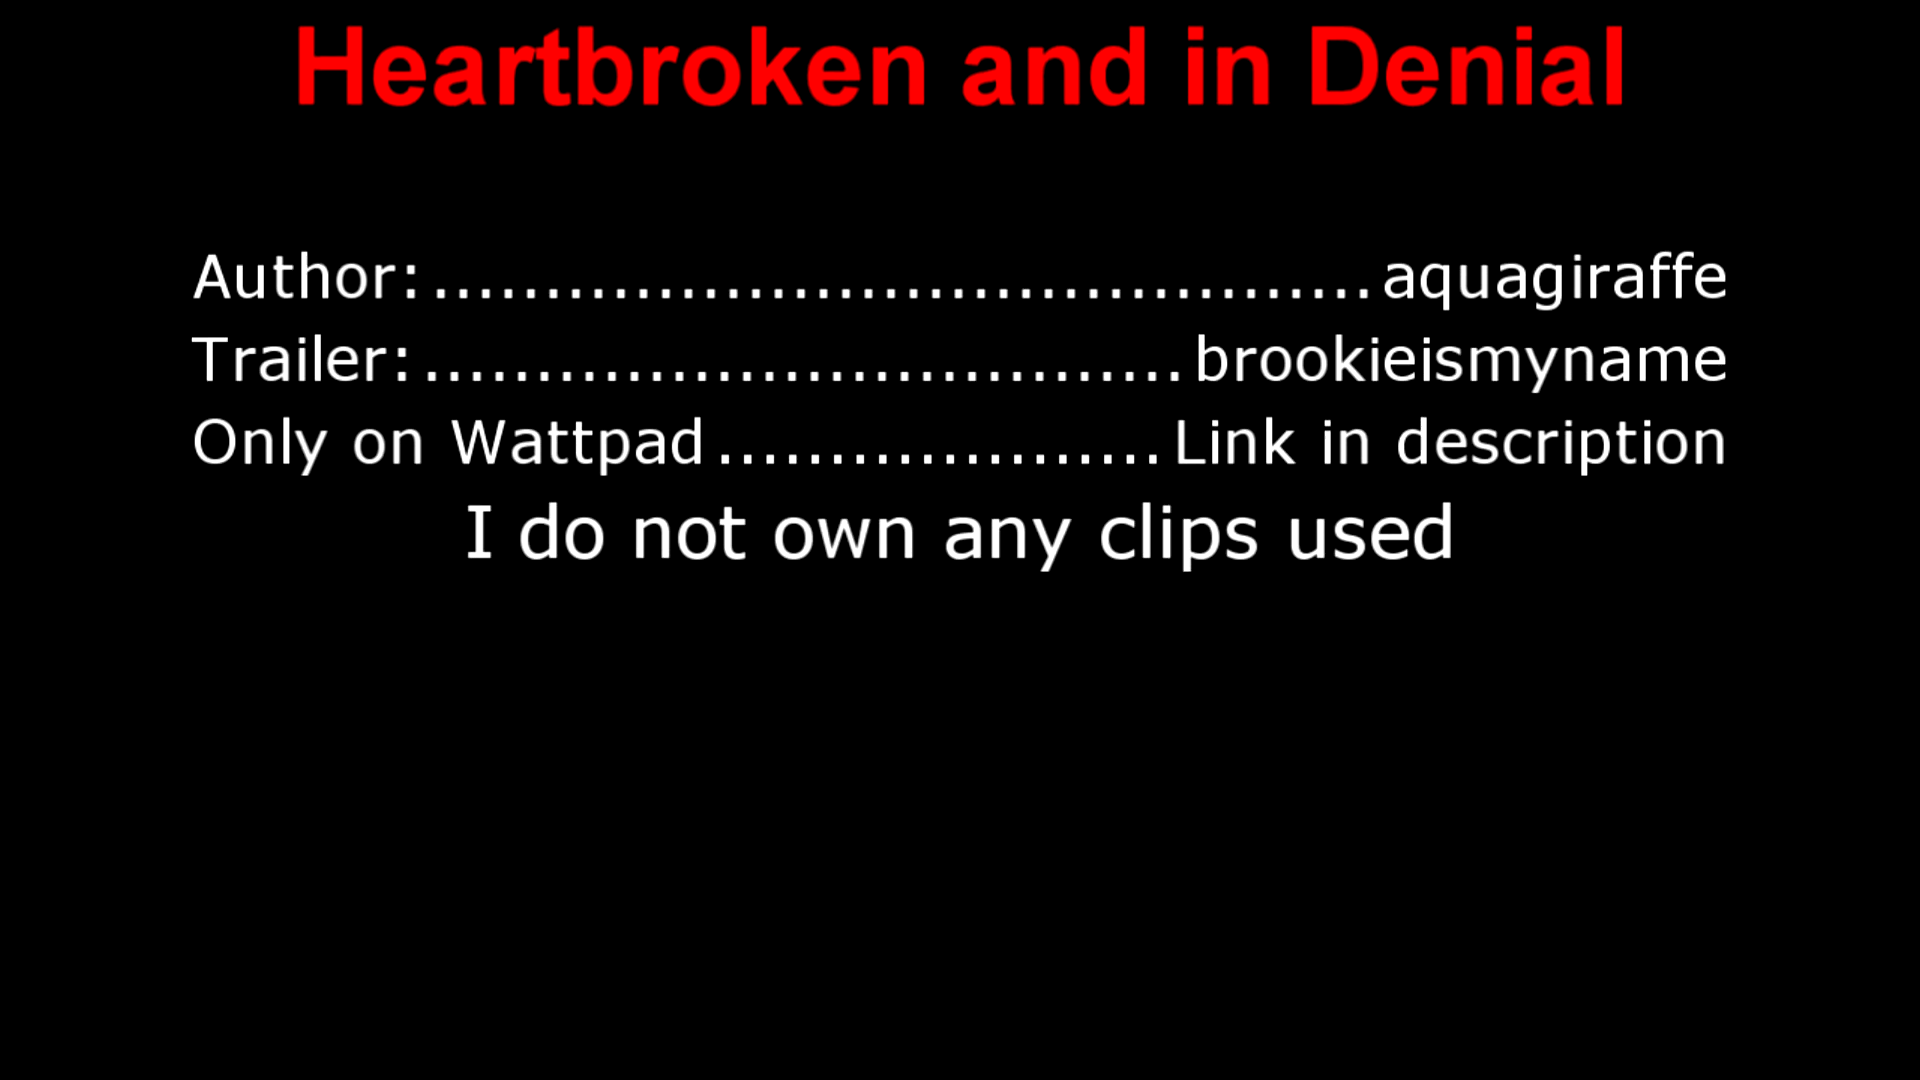 Heartbroken and in Denial
Author:..........................................aquagiraffe
Trailer:..................................brookieismyname
Only on Wattpad....................Link in description
I do not own any clips used